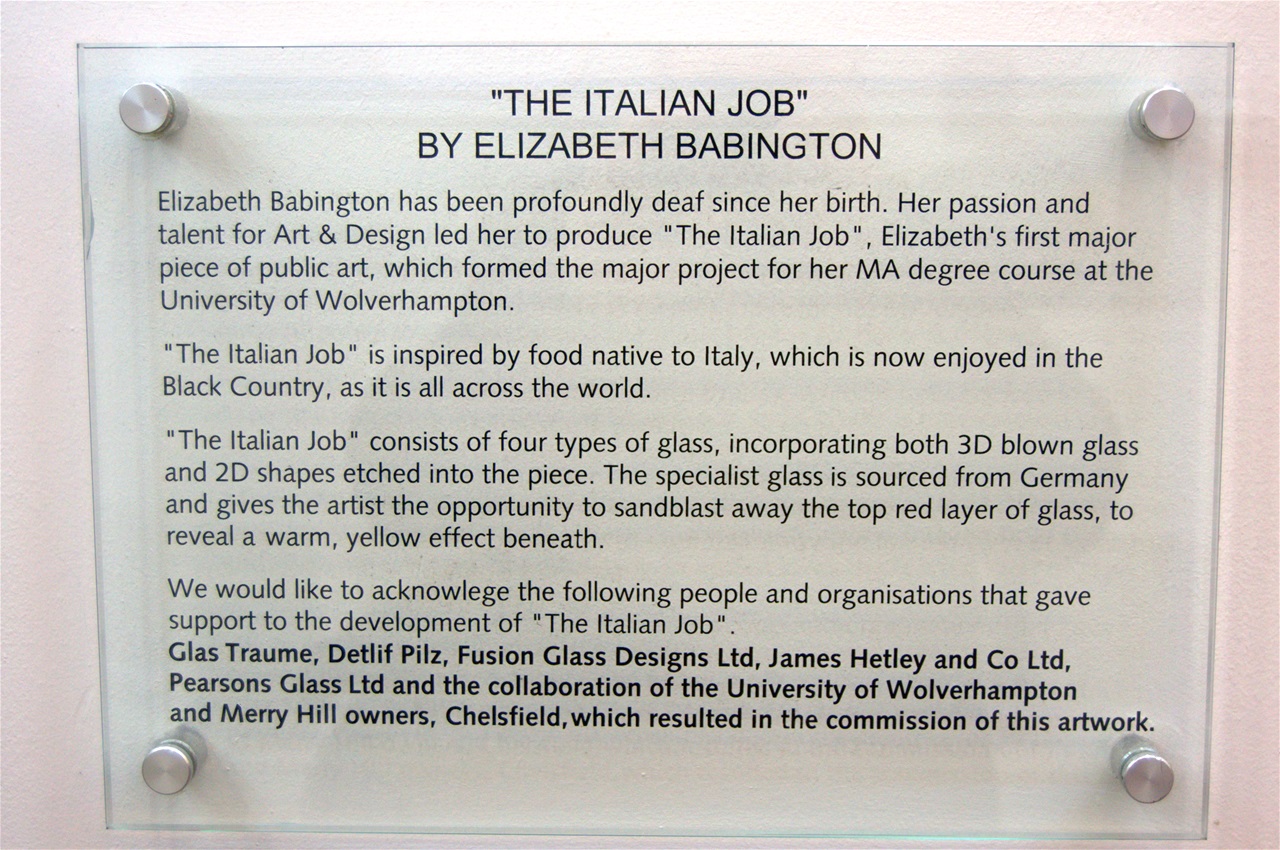 "THE ITALIAN JOB"
BY ELIZABETH BABINGTON
Elizabeth Babington has been profoundly deaf since her birth. Her passion and
talent for Art & Design led her to produce "The Italian Job", Elizabeth's first major
piece of public art, which formed the major project for her MA degree course at the
University of Wolverhampton.
"The Italian Job" is inspired by food native to Italy, which is now enjoyed in the
Black Country, as it is all across the world.
"The Italian Job" consists of four types of glass, incorporating both 3D blown glass
and 2D shapes etched into the piece. The specialist glass is sourced from Germany
and gives the artist the opportunity to sandblast away the top red layer of glass, to
reveal a warm, yellow effect beneath.
We would like to acknowlege the following people and organisations that gave
support to the development of "The Italian Job".
Glas Traume, Detlif Pilz, Fusion Glass Designs Ltd, James Hetley and Co Ltd,
Pearsons Glass Ltd and the collaboration of the University of Wolverhampton
and Merry Hill owners, Chelsfield,which resulted in the commission of this artwork.